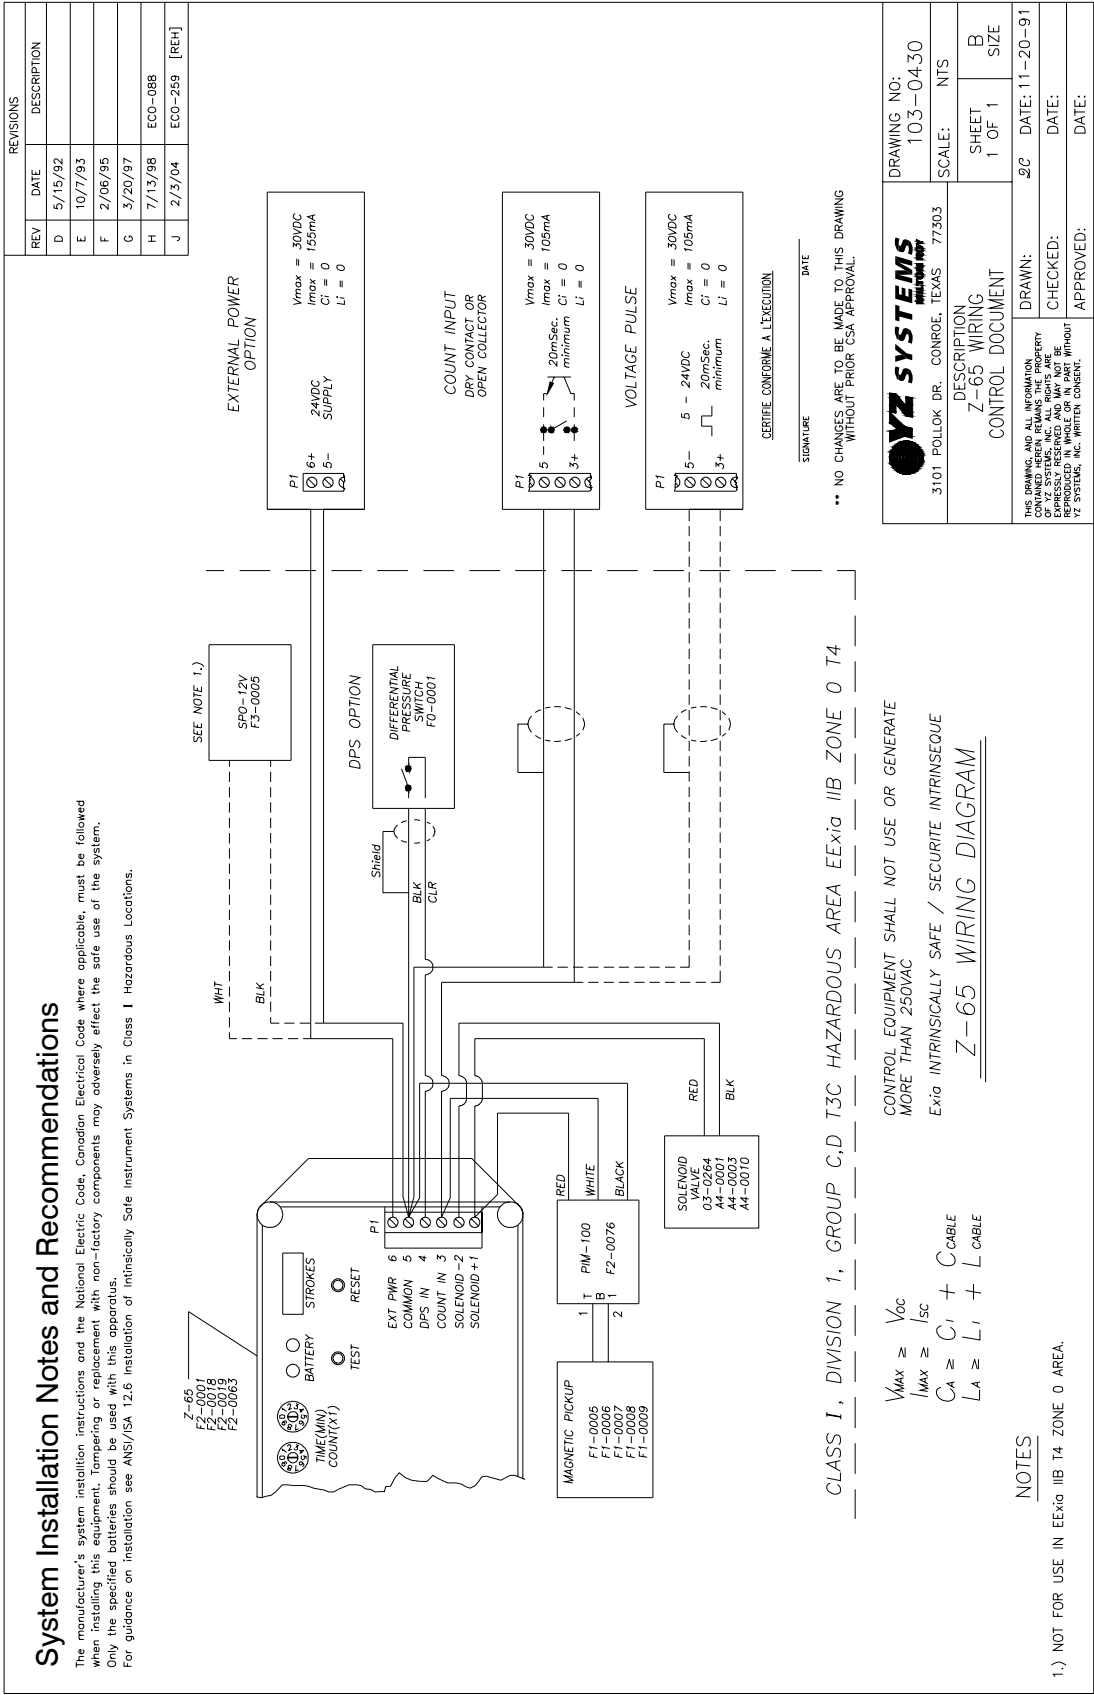 System Installation Notes and Recommendations
The manufacturer's system installtion instructions and the National Electric Code, Canadian Electrical Code where applicable, must be followed
when installing this equipment. Tampering or replacement with non-factory components may adversely effect the safe use of the system.
Only the specified batteries should be used with this apparatus.
For guidance on installation see ANSI/ISA 12.6 Installation of Intinsically Safe Instrument Systems in Class I Hazardous Locations.
REVISIONS
REV DATE DESCRIPTION
D 5/15/92
E 10/7/93
F 2/06/95
G 3/20/97
H 7/13/98 ECO-088
J 2/3/04 ECO-259 [REH]
Z-65
F2-0001
F2-0018
F2-0019
F2-0063
TIME(MIN)
COUNT(X1)
BATTERY
STROKES
TEST
RESET
P1
EXT PWR 6
COMMON 5
DPS IN 4
COUNT IN 3
SOLENOID-2
SOLENOID+1
WHT
BLK
SEE NOTE 1.)
SPO-12V
F3-0005
DPS OPTION
DIFFERENTIAL
PRESSURE
SWITCH
F0-0001
Shield
BLK
CLR
EXTERNAL POWER
OPTION
P1
6+
5-
24VDC
SUPPLY
Vmax = 30VDC
Imax = 155mA
Ci = 0
Li = 0
COUNT INPUT
DRY CONTACT OR
OPEN COLLECTOR
P1
5
3+
20mSec.
minimum
Vmax = 30VDC
Imax = 105mA
Ci = 0
Li = 0
VOLTAGE PULSE
P1
5-
3+
5 - 24VDC
20mSec.
minimum
Vmax = 30VDC
Imax = 105mA
Ci = 0
Li = 0
MAGNETIC PICKUP
F1-0005
F1-0006
F1-0007
F1-0008
F1-0009
1 T
B
2 1
PIM-100
F2-0076
RED
WHITE
BLACK
SOLENOID
VALVE
03-0264
A4-0001
A4-0003
A4-0010
RED
BLK
CERTIFIE CONFORME A L'EXECUTION
SIGNATURE DATE
** NO CHANGES ARE TO BE MADE TO THIS DRAWING
WITHOUT PRIOR CSA APPROVAL.
CLASS I, DIVISION 1, GROUP C,D T3C HAZARDOUS AREA EExia IIB ZONE 0 T4
VMAX ≥ VOC
IMAX ≥ ISC
CA ≥ CI + CCABLE
LA ≥ LI + LCABLE
CONTROL EQUIPMENT SHALL NOT USE OR GENERATE
MORE THAN 250VAC
Exia INTRINSICALLY SAFE / SECURITE INTRINSEQUE
Z-65 WIRING DIAGRAM
NOTES
1.) NOT FOR USE IN EExia IIB T4 ZONE 0 AREA.
YZ SYSTEMS
MILTON ROY
3101 POLLOK DR. CONROE, TEXAS 77303
DRAWING NO:
103-0430
SCALE: NTS
DESCRIPTION
Z-65 WIRING
CONTROL DOCUMENT
SHEET
1 OF 1
B
SIZE
THIS DRAWING, AND ALL INFORMATION
CONTAINED HEREIN REMAINS THE PROPERTY
OF YZ SYSTEMS, INC. ALL RIGHTS ARE
EXPRESSLY RESERVED AND MAY NOT BE
REPRODUCED IN WHOLE OR IN PART WITHOUT
YZ SYSTEMS, INC. WRITTEN CONSENT.
DRAWN: DATE: 11-20-91
CHECKED: DATE:
APPROVED: DATE: